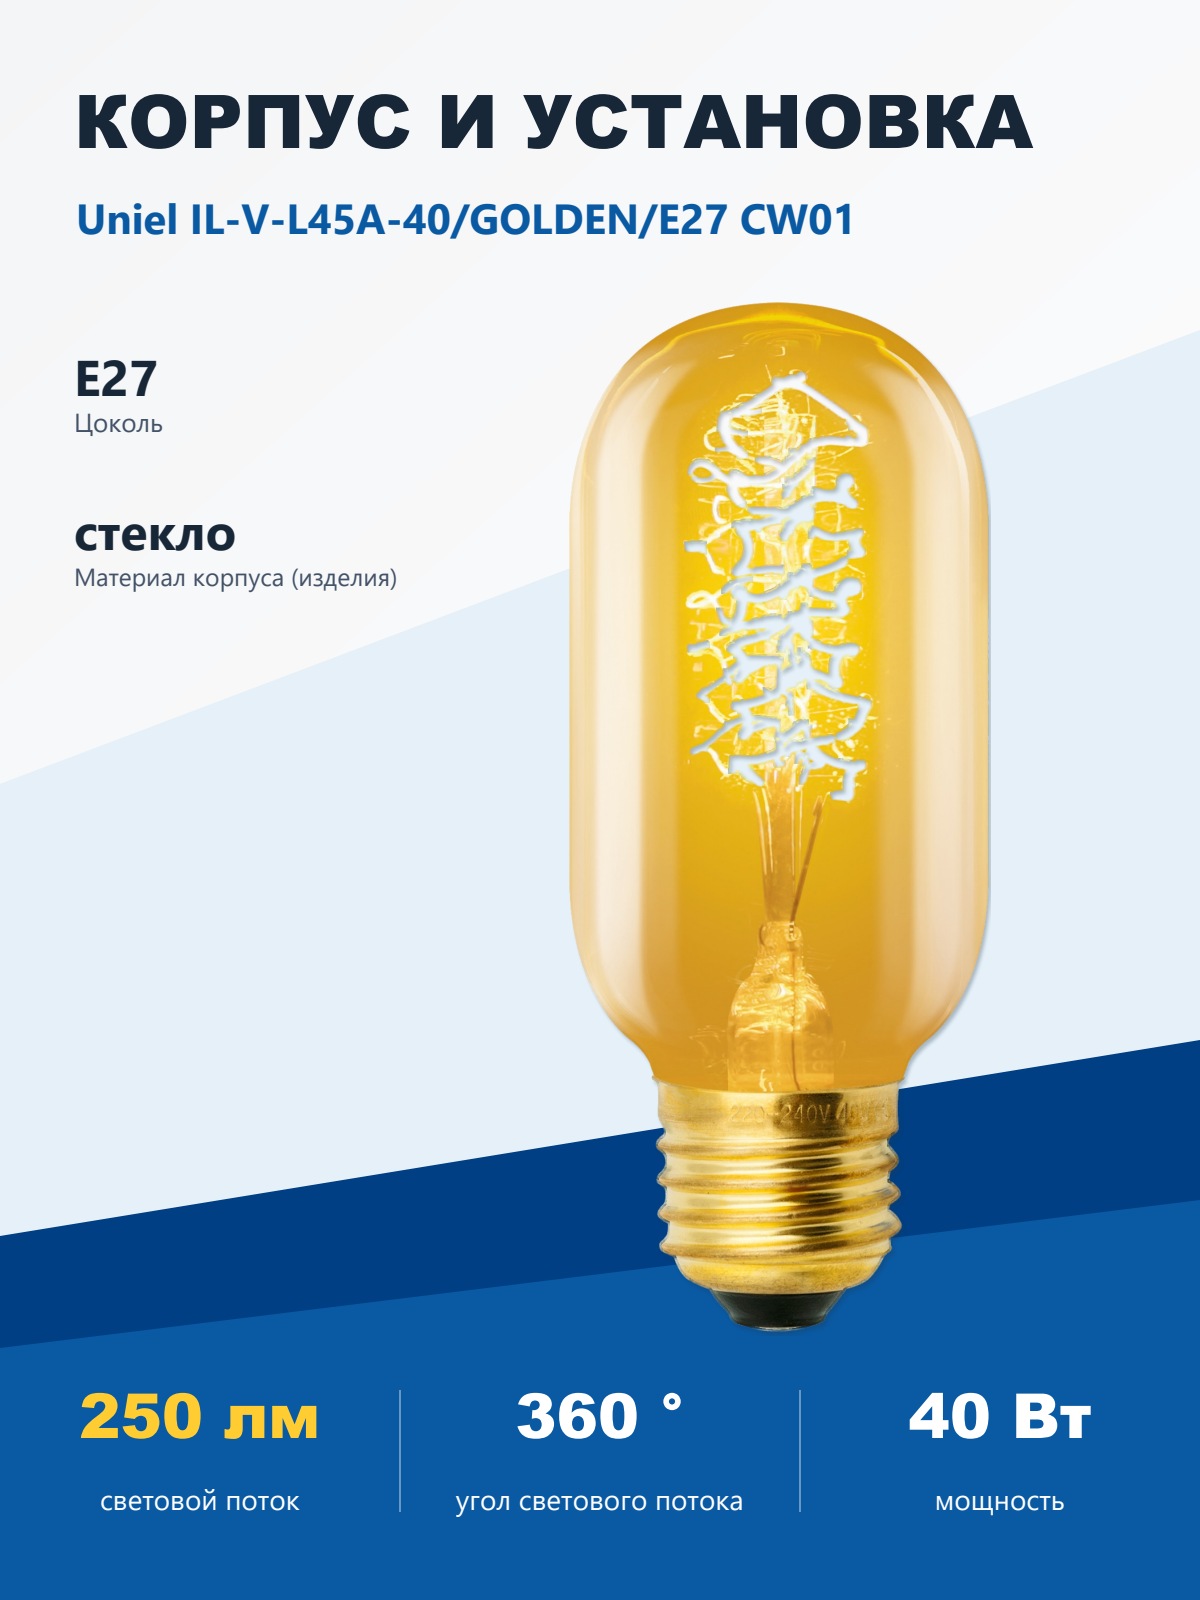 КОРПУС И УСТАНОВКА
Uniel IL-V-L45A-40/GOLDEN/E27 CW01
E27
Цоколь
стекло
Материал корпуса (изделия)
240V
250 лм
360 °
40 Вт
световой поток
угол светового потока
мощность